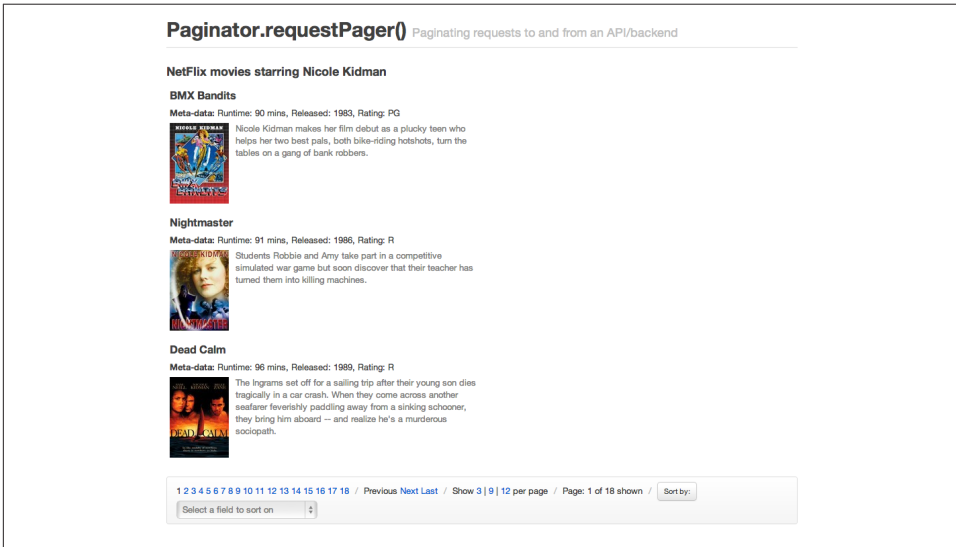 Paginator.requestPager() Paginating requests to and from an API/backend
NetFlix movies starring Nicole Kidman
BMX Bandits
Meta-data: Runtime: 90 mins, Released: 1983, Rating: PG
NICOLE KIDMAN
Nicole Kidman makes her film debut as a plucky teen who
helps her two best pals, both bike-riding hotshots, turn the
tables on a gang of bank robbers.
Nightmaster
Meta-data: Runtime: 91 mins, Released: 1986, Rating: R
NICOLE KIDMAN
Students Robbie and Amy take part in a competitive
simulated war game but soon discover that their teacher has
turned them into killing machines.
NIGHTMASTER
Dead Calm
Meta-data: Runtime: 96 mins, Released: 1989, Rating: R
The Ingrams set off for a sailing trip after their young son dies
tragically in a car crash. When they come across another
seafarer feverishly paddling away from a sinking schooner,
they bring him aboard -- and realize he's a murderous
sociopath.
DEAD CALM
1 2 3 4 5 6 7 8 9 10 11 12 13 14 15 16 17 18 / Previous Next Last / Show 3 | 9 | 12 per page / Page: 1 of 18 shown / Sort by:
Select a field to sort on